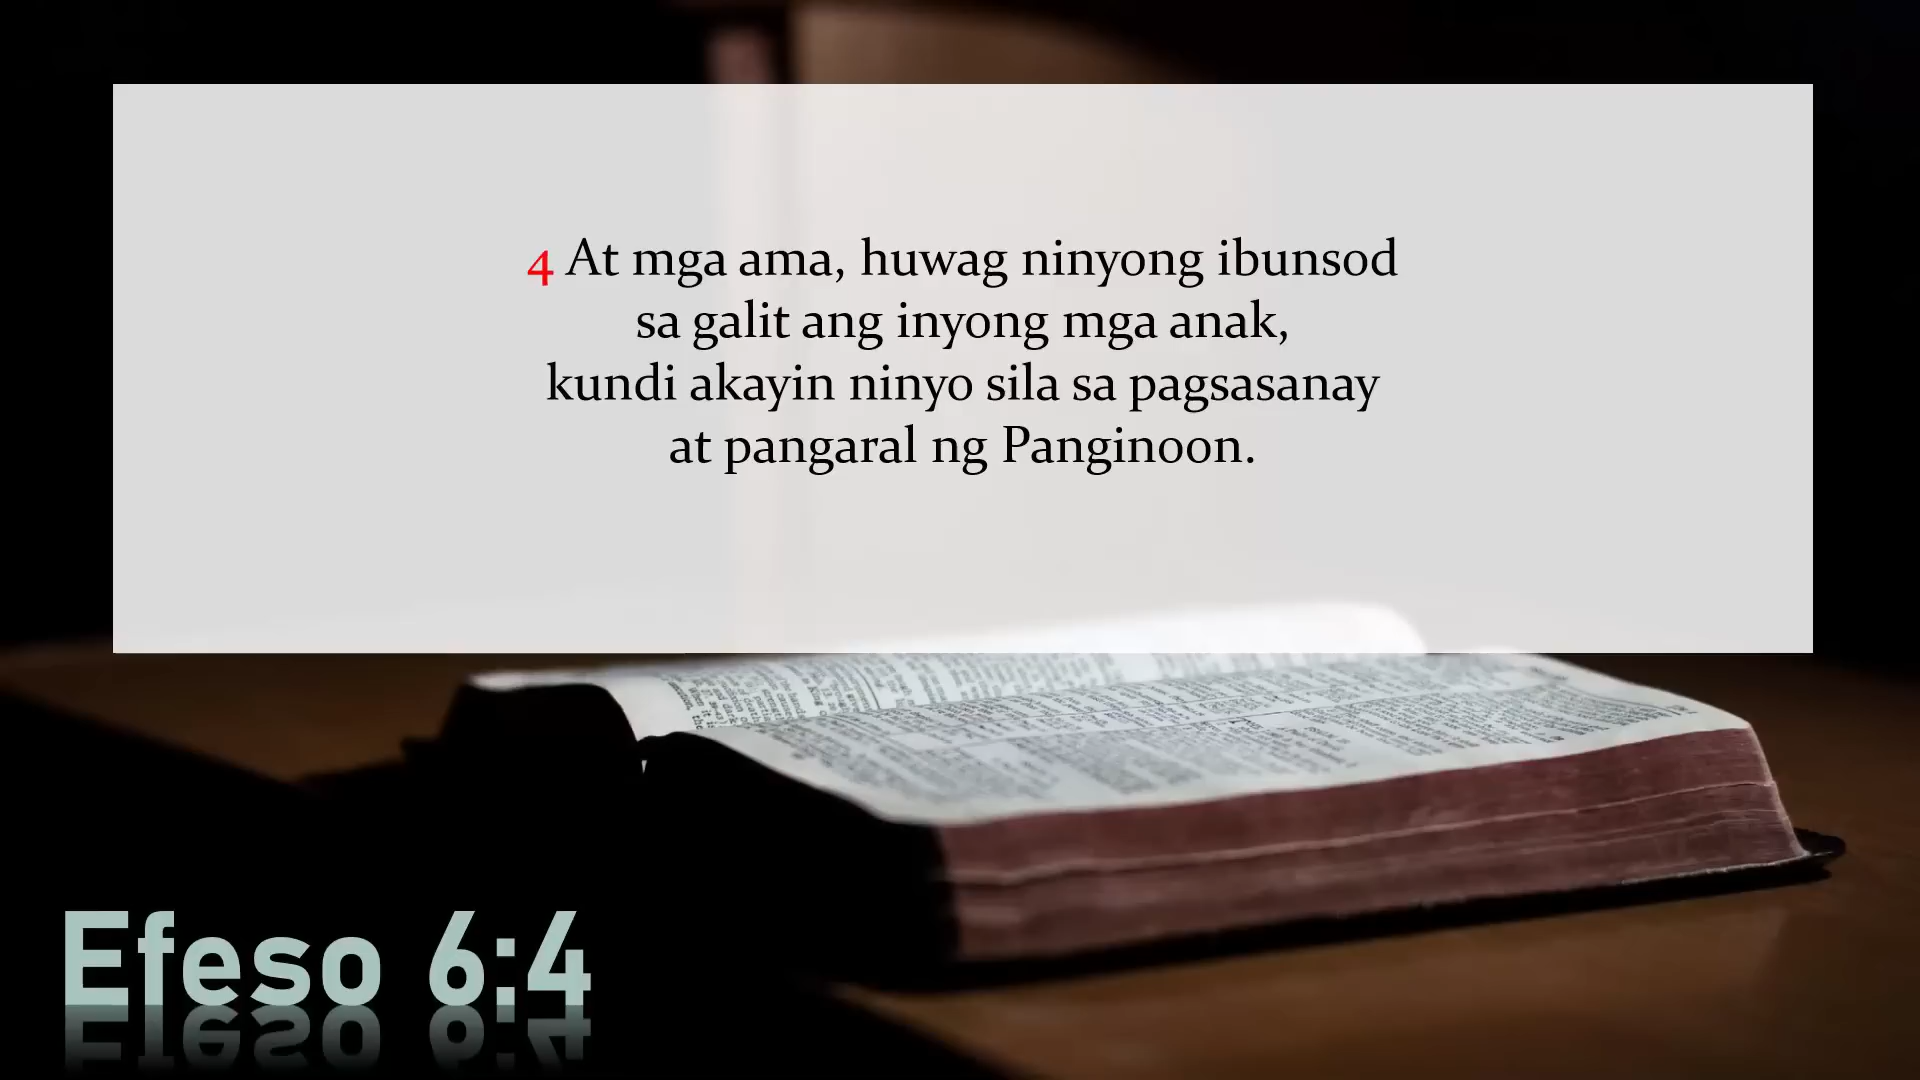 4 At mga ama, huwag ninyong ibunsod
sa galit ang inyong mga anak,
kundi akayin ninyo sila sa pagsasanay
at pangaral ng Panginoon.
Efeso 6:4